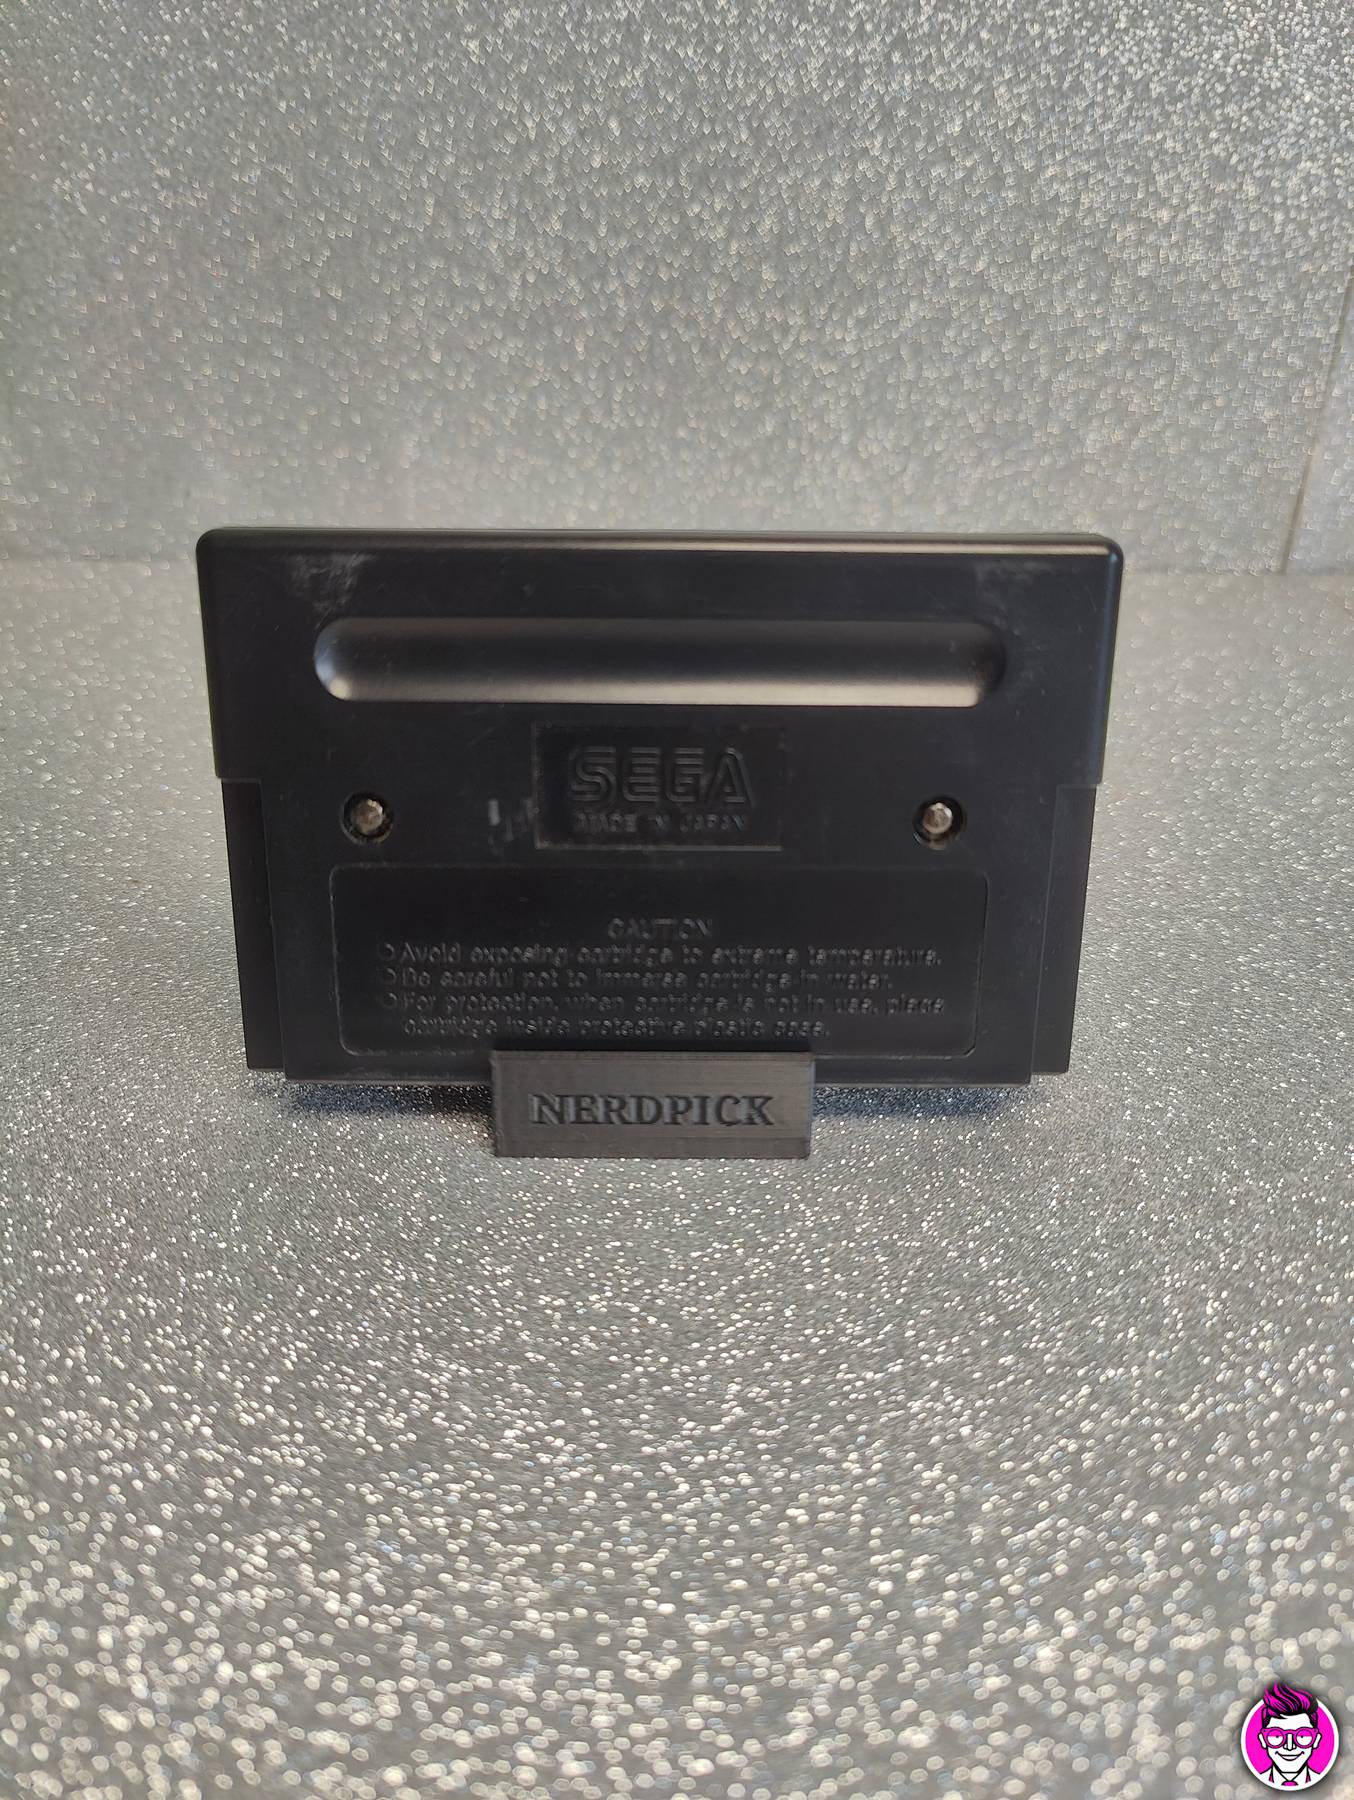 SEGA
MADE IN JAPAN
CAUTION
○Avoid exposing cartridge to extreme temperature.
○Be careful not to immerse cartridge in water.
○For protection, when cartridge is not in use, place
cartridge inside protective plastic case.
NERDPICK